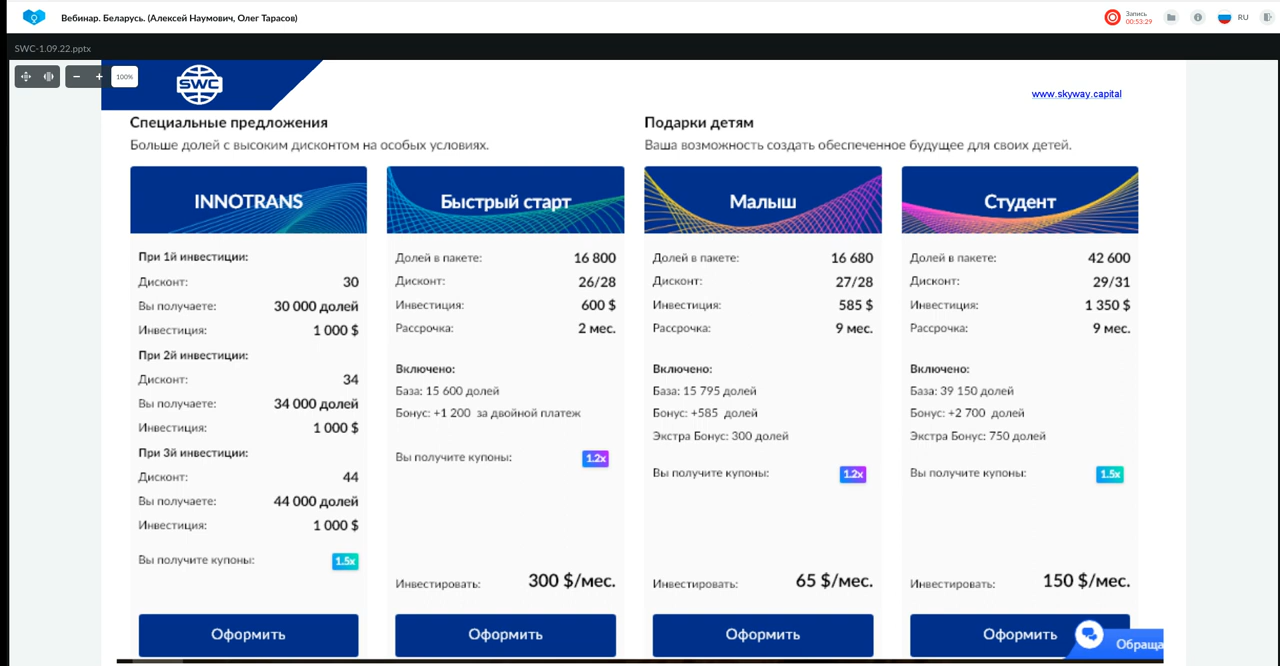 Вебинар. Беларусь. (Алексей Наумович, Олег Тарасов)
Запись
00:53:29
RU
SWC-1.09.22.pptx
100%
SWC
www.skyway.capital
Специальные предложения
Больше долей с высоким дисконтом на особых условиях.
Подарки детям
Ваша возможность создать обеспеченное будущее для своих детей.
INNOTRANS
При 1й инвестиции:
Дисконт: 30
Вы получаете: 30 000 долей
Инвестиция: 1 000 $
При 2й инвестиции:
Дисконт: 34
Вы получаете: 34 000 долей
Инвестиция: 1 000 $
При 3й инвестиции:
Дисконт: 44
Вы получаете: 44 000 долей
Инвестиция: 1 000 $
Вы получите купоны: 1.5x
Оформить
Быстрый старт
Долей в пакете: 16 800
Дисконт: 26/28
Инвестиция: 600 $
Рассрочка: 2 мес.
Включено:
База: 15 600 долей
Бонус: +1 200 за двойной платеж
Вы получите купоны: 1.2x
Инвестировать: 300 $/мес.
Оформить
Малыш
Долей в пакете: 16 680
Дисконт: 27/28
Инвестиция: 585 $
Рассрочка: 9 мес.
Включено:
База: 15 795 долей
Бонус: +585 долей
Экстра Бонус: 300 долей
Вы получите купоны: 1.2x
Инвестировать: 65 $/мес.
Оформить
Студент
Долей в пакете: 42 600
Дисконт: 29/31
Инвестиция: 1 350 $
Рассрочка: 9 мес.
Включено:
База: 39 150 долей
Бонус: +2 700 долей
Экстра Бонус: 750 долей
Вы получите купоны: 1.5x
Инвестировать: 150 $/мес.
Оформить
Обраща